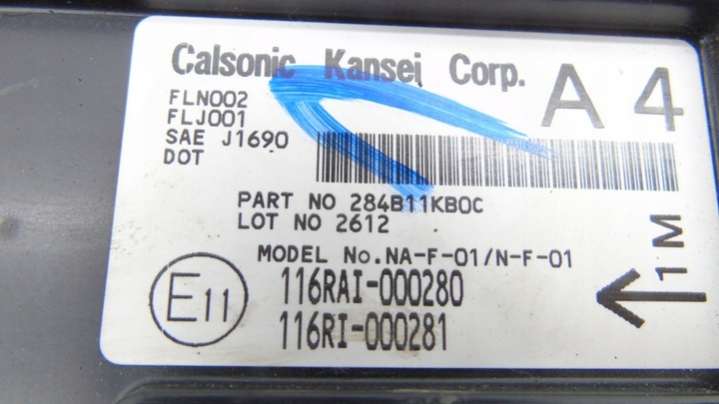 Calsonic Kansei Corp.
A 4
FLN002
FLJ001
SAE J1690
DOT
PART NO 284B11KB0C
LOT NO 2612
MODEL No.NA-F-01/N-F-01
E11
116RAI-000280
116RI-000281
1M